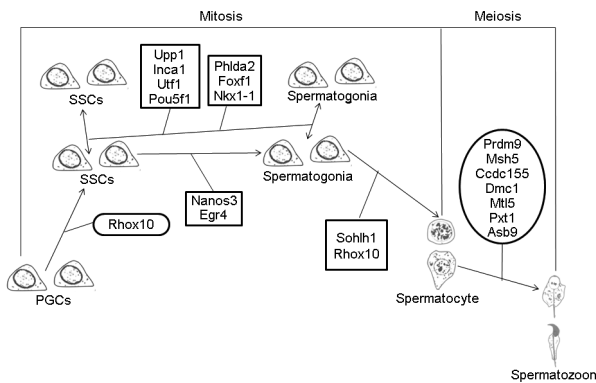 Mitosis
Meiosis
Upp1
Inca1
Utf1
Pou5f1
Phlda2
Foxf1
Nkx1-1
SSCs
Spermatogonia
Prdm9
Msh5
Ccdc155
Dmc1
Mtl5
Pxt1
Asb9
SSCs
Spermatogonia
Nanos3
Egr4
Rhox10
Sohlh1
Rhox10
PGCs
Spermatocyte
Spermatozoon